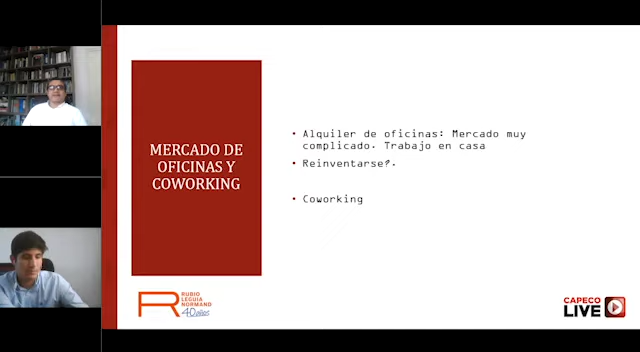 MERCADO DE
OFICINAS Y
COWORKING
• Alquiler de oficinas: Mercado muy
complicado. Trabajo en casa
• Reinventarse?.
• Coworking
R
RUBIO
LEGUIA
NORMAND
40 años
CAPECO
LIVE